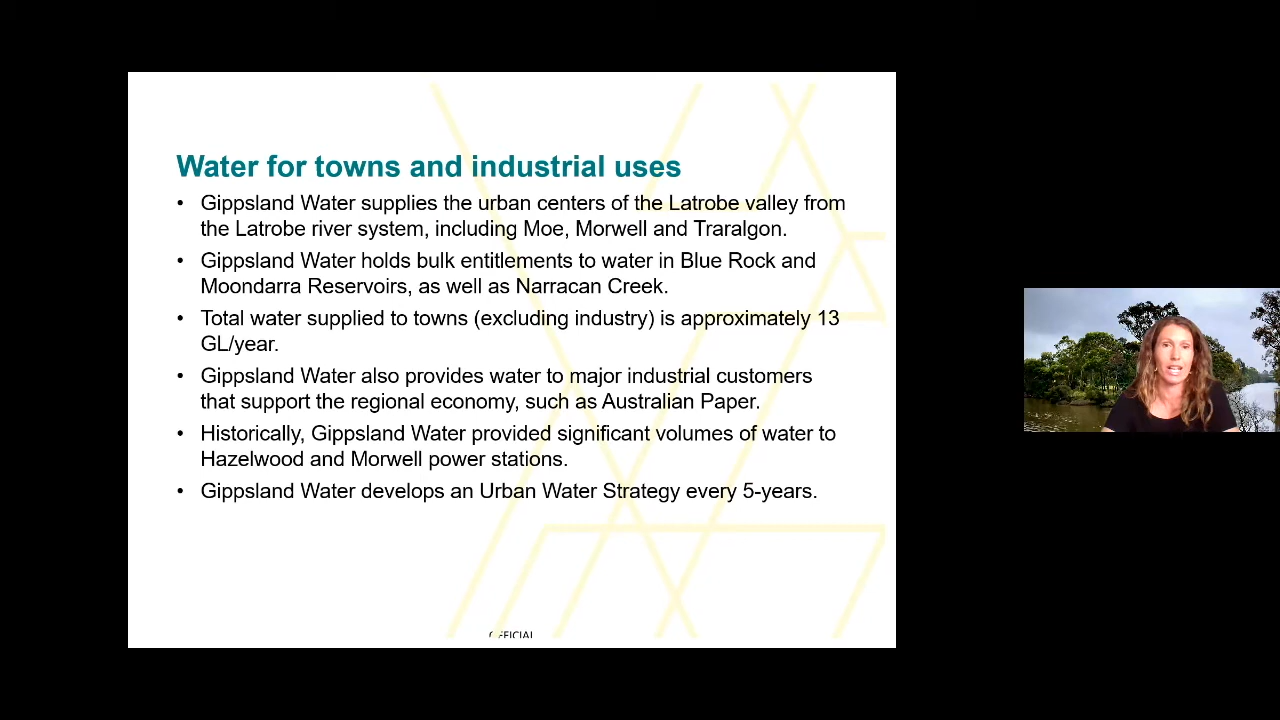 Water for towns and industrial uses
• Gippsland Water supplies the urban centers of the Latrobe valley from
the Latrobe river system, including Moe, Morwell and Traralgon.
• Gippsland Water holds bulk entitlements to water in Blue Rock and
Moondarra Reservoirs, as well as Narracan Creek.
• Total water supplied to towns (excluding industry) is approximately 13
GL/year.
• Gippsland Water also provides water to major industrial customers
that support the regional economy, such as Australian Paper.
• Historically, Gippsland Water provided significant volumes of water to
Hazelwood and Morwell power stations.
• Gippsland Water develops an Urban Water Strategy every 5-years.
OFFICIAL